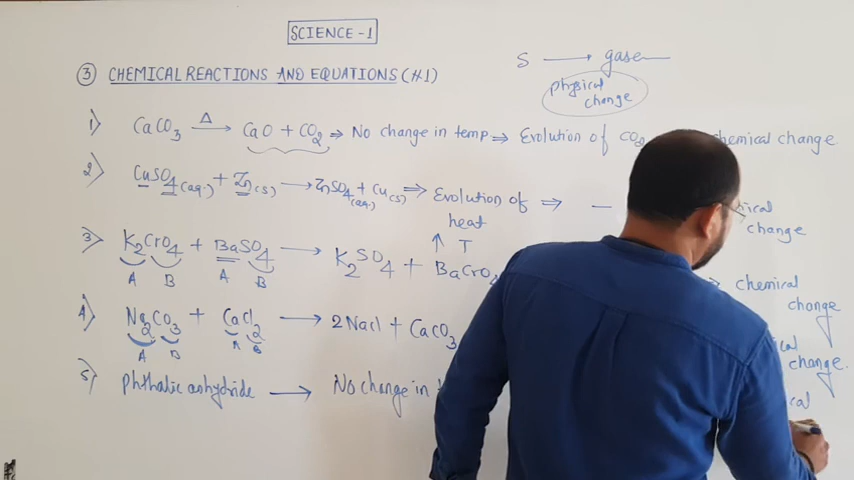 SCIENCE-1
S → gase
physical change
③ CHEMICAL REACTIONS AND EQUATIONS (#1)
1) CaCO₃ —Δ→ CaO + CO₂ ⇒ No change in temp ⇒ Evolution of CO₂ chemical change
2) CuSO₄(aq.) + Zn(s) → ZnSO₄(aq.) + Cu(s) ⇒ Evolution of heat ⇒ — change
↑ T
3) K₂CrO₄ + BaSO₄ → K₂SO₄ + BaCrO₄ chemical change
A B A B
4) Na₂CO₃ + CaCl₂ → 2NaCl + CaCO₃ change.
A B A B
5) Phthalic anhydride → No change in